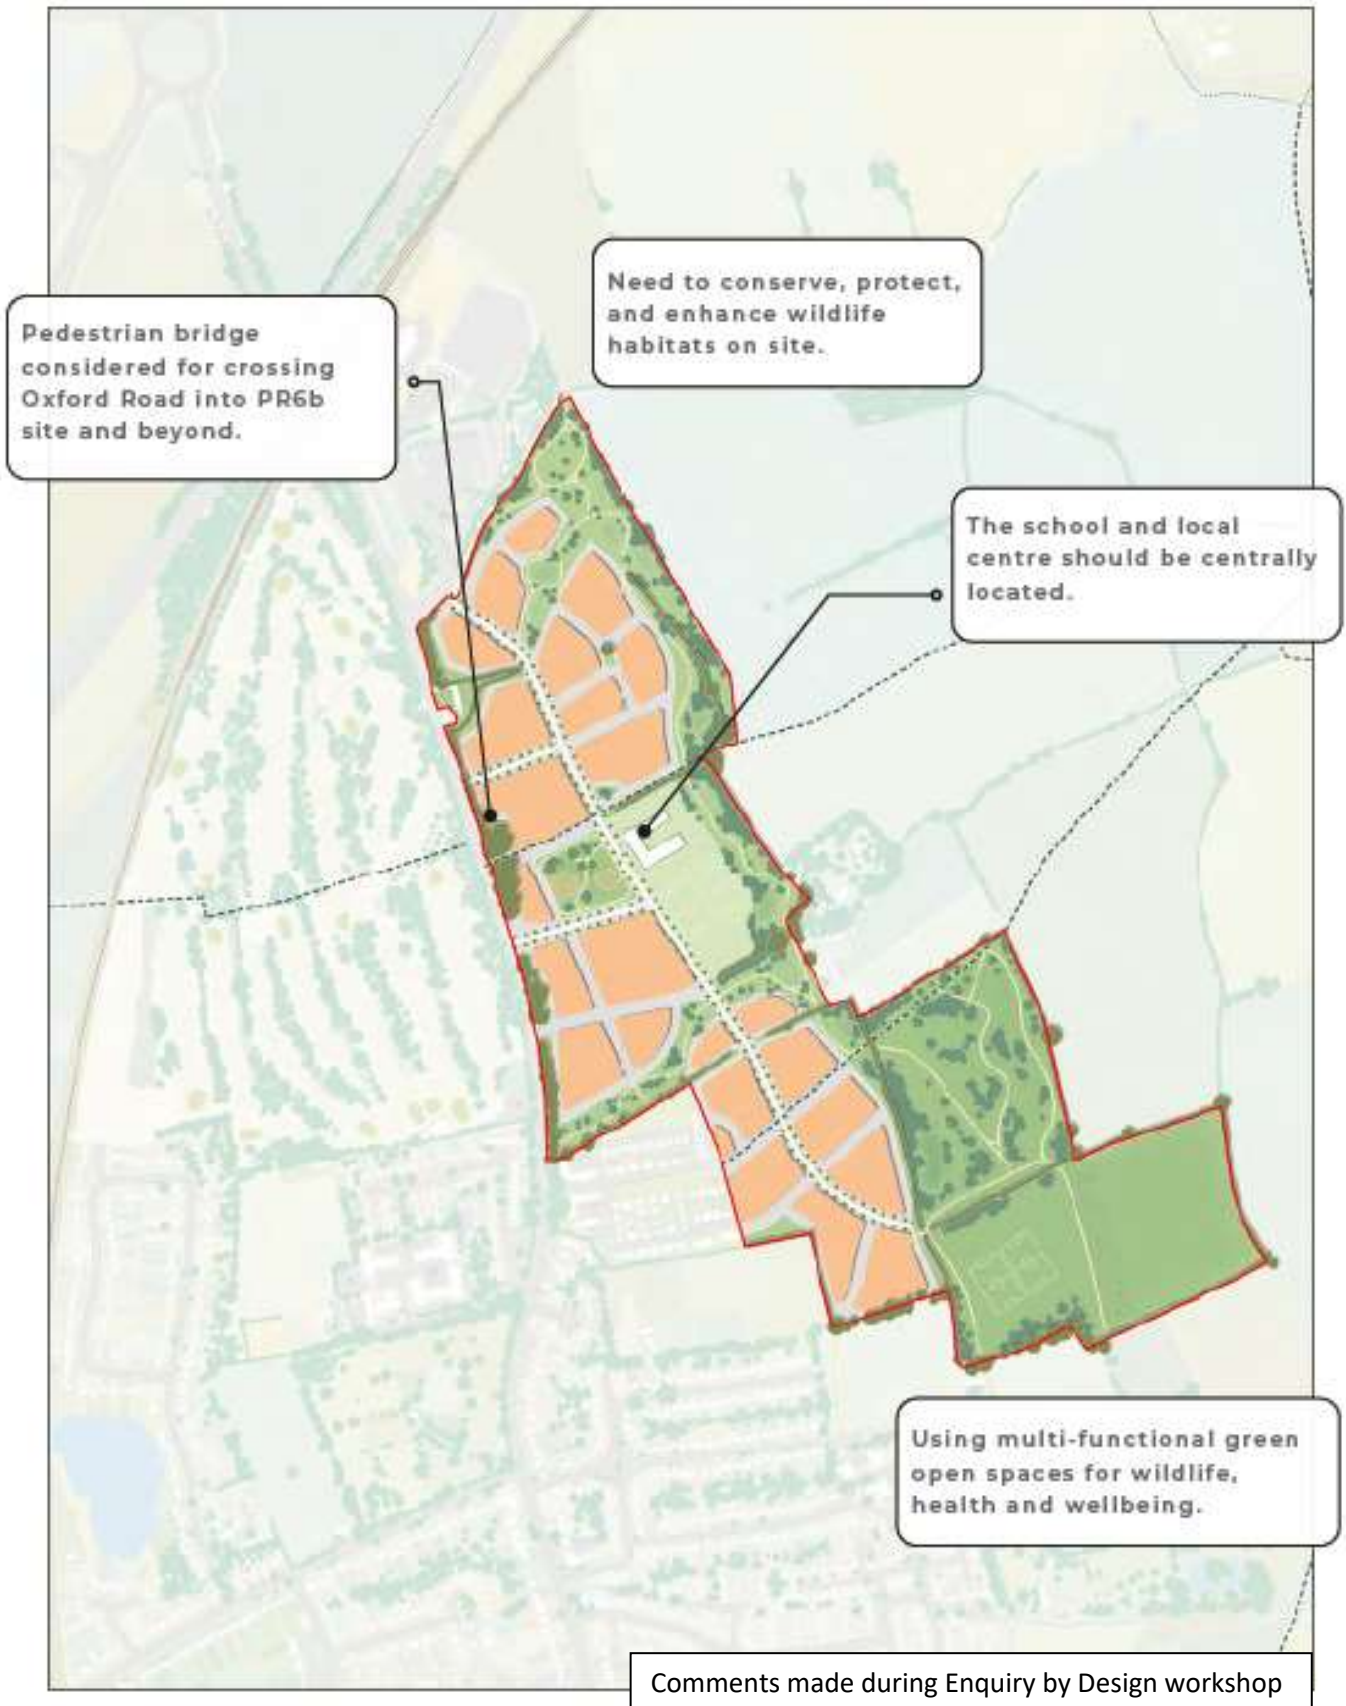 Need to conserve, protect,
and enhance wildlife
habitats on site.
Pedestrian bridge
considered for crossing
Oxford Road into PR6b
site and beyond.
The school and local
centre should be centrally
located.
Using multi-functional green
open spaces for wildlife,
health and wellbeing.
Comments made during Enquiry by Design workshop